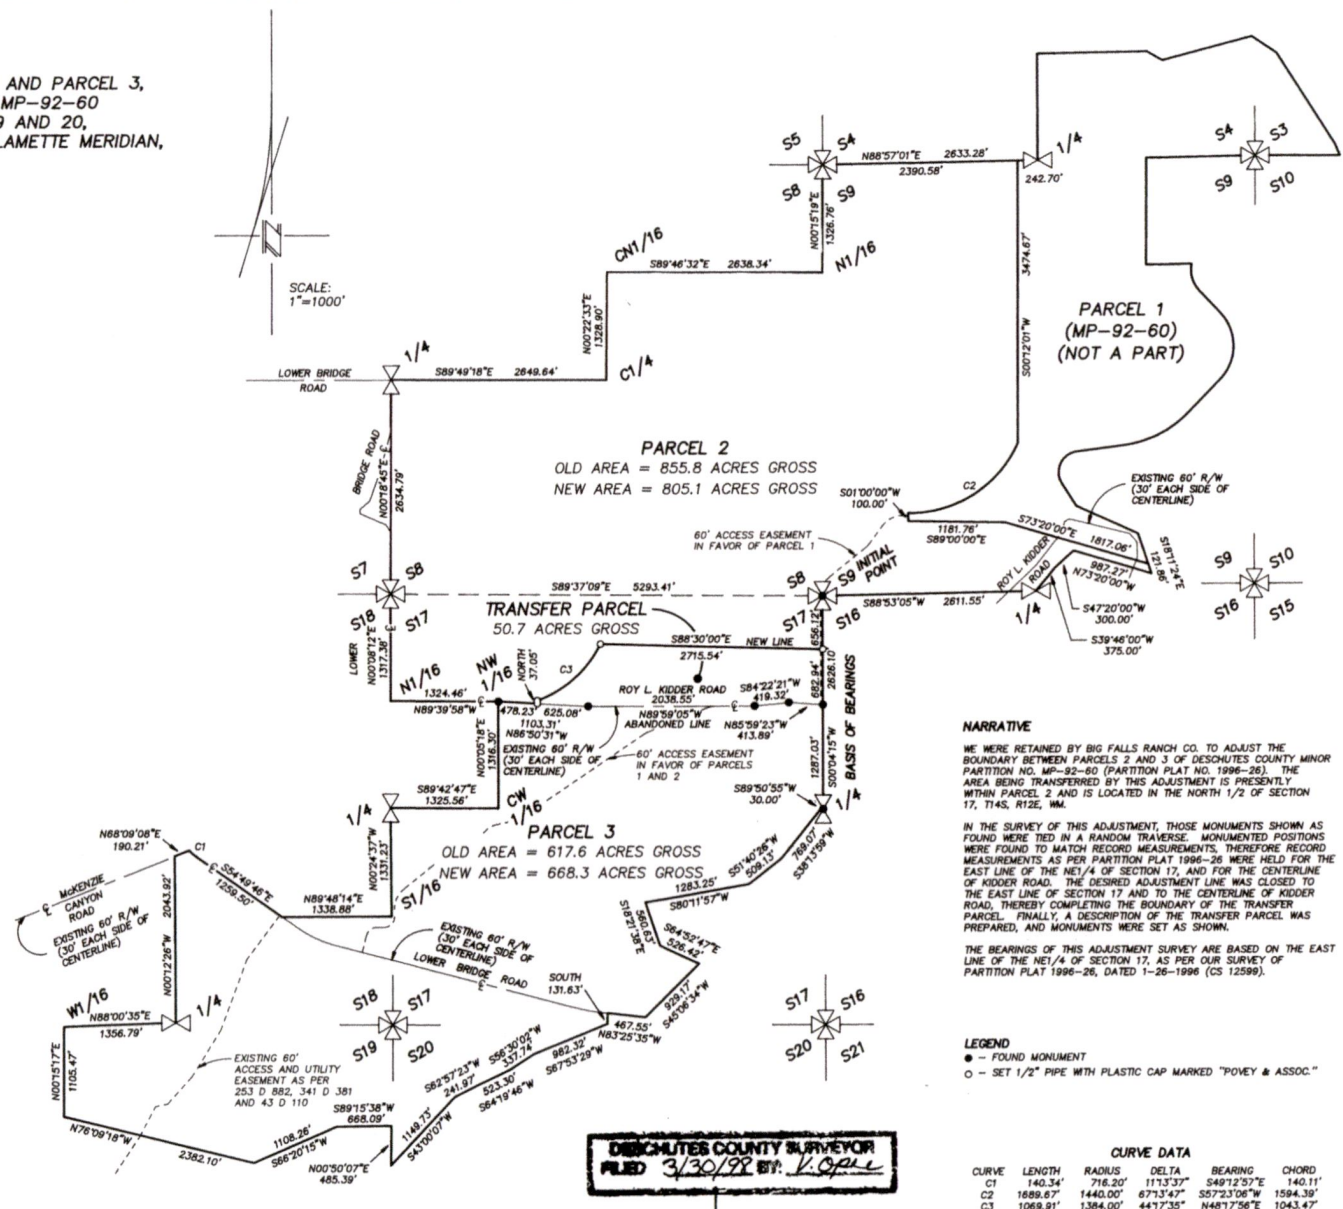 AND PARCEL 3,
MP-92-60
9 AND 20,
LAMETTE MERIDIAN,
SCALE:
1"=1000'
S5 S4
S8 S9
N88°57'01"E 2633.28'
2390.58'
242.70'
1/4
S4 S3
S9 S10
N00°15'19"E
1326.76'
N1/16
CN1/16
S89°46'32"E 2638.34'
N00°22'33"E
1328.90'
C1/4
3474.67'
S00°12'01"W
PARCEL 1
(MP-92-60)
(NOT A PART)
LOWER BRIDGE
ROAD
1/4
S89°49'18"E 2649.64'
BRIDGE ROAD
N00°18'45"E
2634.79'
PARCEL 2
OLD AREA = 855.8 ACRES GROSS
NEW AREA = 805.1 ACRES GROSS
S01°00'00"W
100.00'
C2
1181.76'
S89°00'00"E
EXISTING 60' R/W
(30' EACH SIDE OF
CENTERLINE)
S73°20'00"E
1817.06'
987.27'
N73°20'00"W
S18°11'24"E
121.86'
ROY L. KIDDER
ROAD
60' ACCESS EASEMENT
IN FAVOR OF PARCEL 1
INITIAL
POINT
S7 S8
S18 S17
S89°37'09"E 5293.41'
S8 S9
S17 S16
S88°53'05"W 2611.55'
1/4
S47°20'00"W
300.00'
S39°46'00"W
375.00'
S9 S10
S16 S15
TRANSFER PARCEL
50.7 ACRES GROSS
S88°30'00"E NEW LINE
2715.54'
656.12'
682.94'
2626.10'
LOWER
N00°08'12"E
1317.38'
N1/16
1324.46'
N89°39'58"W
NW
1/16
NORTH
37.05'
C3
ROY L. KIDDER ROAD
2038.55'
N89°59'05"W
ABANDONED LINE
S84°22'21"W
419.32'
N85°59'23"W
413.89'
478.23' 625.08'
1103.31'
N86°50'31"W
EXISTING 60' R/W
(30' EACH SIDE OF
CENTERLINE)
60' ACCESS EASEMENT
IN FAVOR OF PARCELS
1 AND 2
1287.03'
S00°04'15"W
BASIS OF BEARINGS
N00°05'18"E
1316.30'
S89°42'47"E
1325.56'
CW
1/16
1/4
S89°50'55"W
30.00'
1/4
PARCEL 3
OLD AREA = 617.6 ACRES GROSS
NEW AREA = 668.3 ACRES GROSS
N00°24'37"W
1331.23'
N89°48'14"E
1338.88'
S1/16
N68°09'08"E
190.21'
C1
S54°49'46"E
1259.50'
McKENZIE
CANYON
ROAD
EXISTING 60' R/W
(30' EACH SIDE OF
CENTERLINE)
2043.92'
N00°12'26"W
769.07'
S38°13'59"W
S51°40'26"W
509.13'
1283.25'
S80°11'57"W
560.63'
S18°21'38"E
S64°52'47"E
526.42'
929.17'
S45°06'34"W
EXISTING 60' R/W
(30' EACH SIDE OF
CENTERLINE)
LOWER BRIDGE ROAD
SOUTH
131.63'
467.55'
N83°25'35"W
W1/16
N88°00'35"E
1356.79'
1/4
S18 S17
S19 S20
S17 S16
S20 S21
N00°15'17"E
1105.47'
EXISTING 60'
ACCESS AND UTILITY
EASEMENT AS PER
253 D 882, 341 D 381
AND 43 D 110
N76°09'18"W
2382.10'
1108.26'
S66°20'15"W
S89°15'38"W
668.09'
N00°50'07"E
485.39'
1149.73'
S43°00'07"W
S62°57'23"W
241.97'
523.30'
S64°19'46"W
S56°30'02"W
337.74'
982.32'
S67°53'29"W
NARRATIVE
WE WERE RETAINED BY BIG FALLS RANCH CO. TO ADJUST THE
BOUNDARY BETWEEN PARCELS 2 AND 3 OF DESCHUTES COUNTY MINOR
PARTITION NO. MP-92-60 (PARTITION PLAT NO. 1996-26). THE
AREA BEING TRANSFERRED BY THIS ADJUSTMENT IS PRESENTLY
WITHIN PARCEL 2 AND IS LOCATED IN THE NORTH 1/2 OF SECTION
17, T14S, R12E, WM.
IN THE SURVEY OF THIS ADJUSTMENT, THOSE MONUMENTS SHOWN AS
FOUND WERE TIED IN A RANDOM TRAVERSE. MONUMENTED POSITIONS
WERE FOUND TO MATCH RECORD MEASUREMENTS, THEREFORE RECORD
MEASUREMENTS AS PER PARTITION PLAT 1996-26 WERE HELD FOR THE
EAST LINE OF THE NE1/4 OF SECTION 17, AND FOR THE CENTERLINE
OF KIDDER ROAD. THE DESIRED ADJUSTMENT LINE WAS CLOSED TO
THE EAST LINE OF SECTION 17 AND TO THE CENTERLINE OF KIDDER
ROAD, THEREBY COMPLETING THE BOUNDARY OF THE TRANSFER
PARCEL. FINALLY, A DESCRIPTION OF THE TRANSFER PARCEL WAS
PREPARED, AND MONUMENTS WERE SET AS SHOWN.
THE BEARINGS OF THIS ADJUSTMENT SURVEY ARE BASED ON THE EAST
LINE OF THE NE1/4 OF SECTION 17, AS PER OUR SURVEY OF
PARTITION PLAT 1996-26, DATED 1-26-1996 (CS 12599).
LEGEND
● - FOUND MONUMENT
○ - SET 1/2" PIPE WITH PLASTIC CAP MARKED "POVEY & ASSOC."
DESCHUTES COUNTY SURVEYOR
FILED 3/30/98 BY:
CURVE DATA
CURVE LENGTH RADIUS DELTA BEARING CHORD
C1 140.34' 716.20' 11°13'37" S49°12'57"E 140.11'
C2 1689.67' 1440.00' 67°13'47" S57°23'06"W 1594.39'
C3 1069.91' 1384.00' 44°17'35" N48°17'56"E 1043.47'